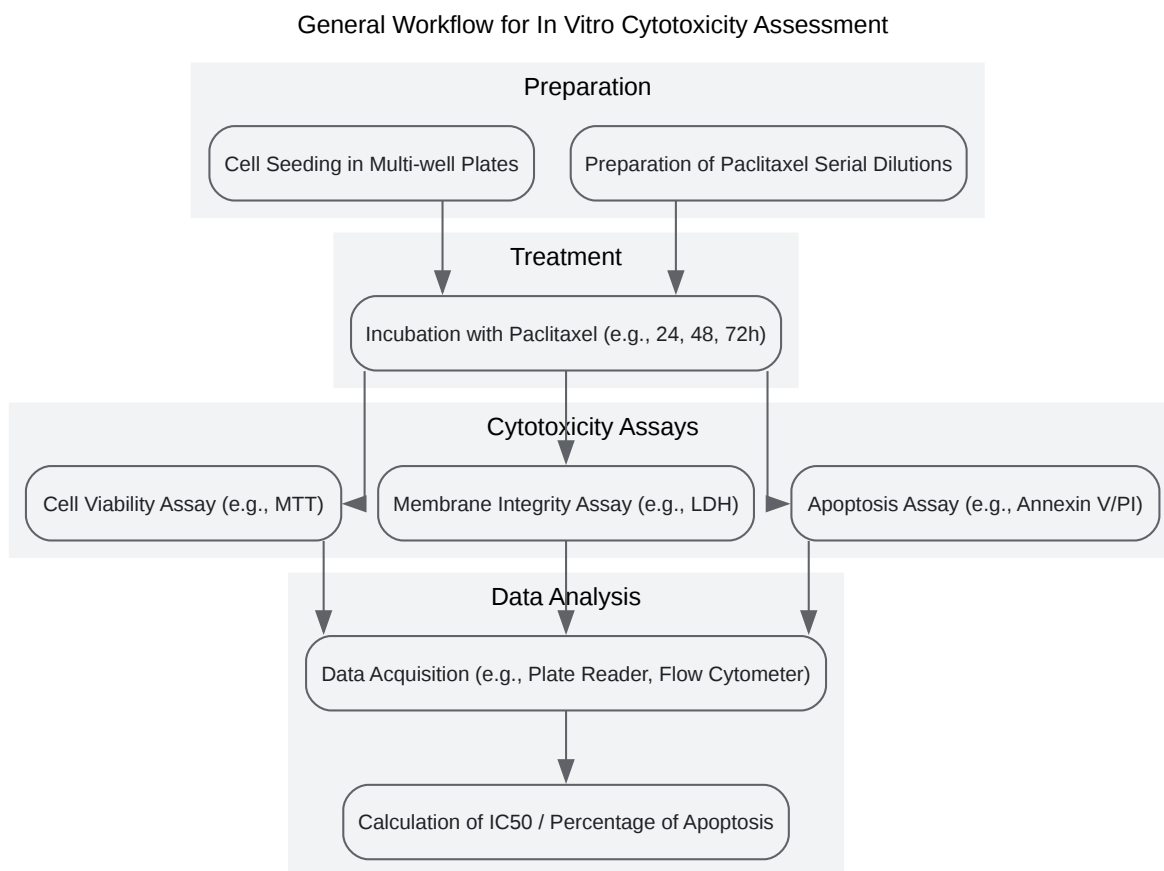 General Workflow for In Vitro Cytotoxicity Assessment
Preparation
Cell Seeding in Multi-well Plates
Preparation of Paclitaxel Serial Dilutions
Treatment
Incubation with Paclitaxel (e.g., 24, 48, 72h)
Cytotoxicity Assays
Cell Viability Assay (e.g., MTT)
Membrane Integrity Assay (e.g., LDH)
Apoptosis Assay (e.g., Annexin V/PI)
Data Analysis
Data Acquisition (e.g., Plate Reader, Flow Cytometer)
Calculation of IC50 / Percentage of Apoptosis